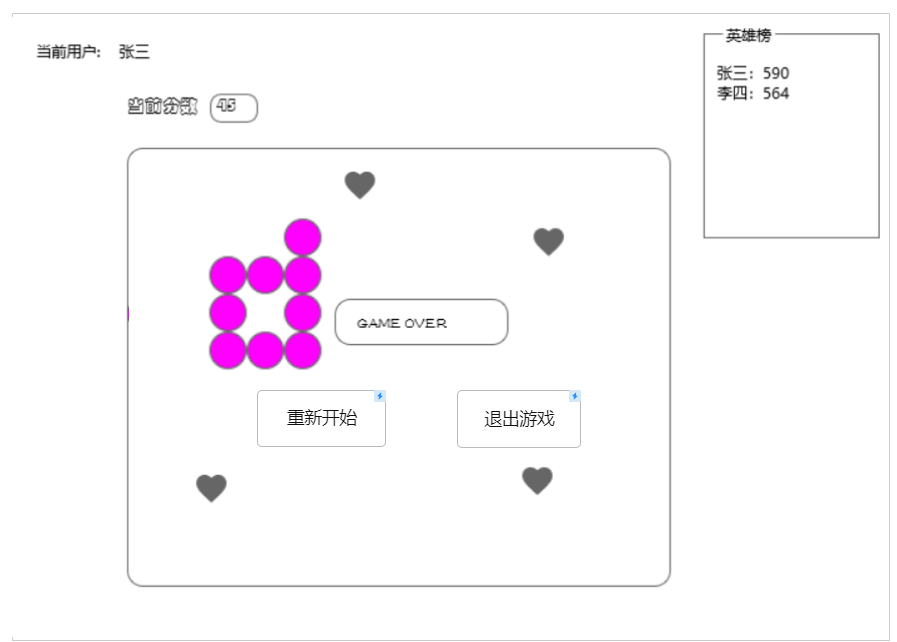 英雄榜
当前用户: 张三
张三：590
李四：564
当前分数 45
GAME OVER
重新开始 退出游戏